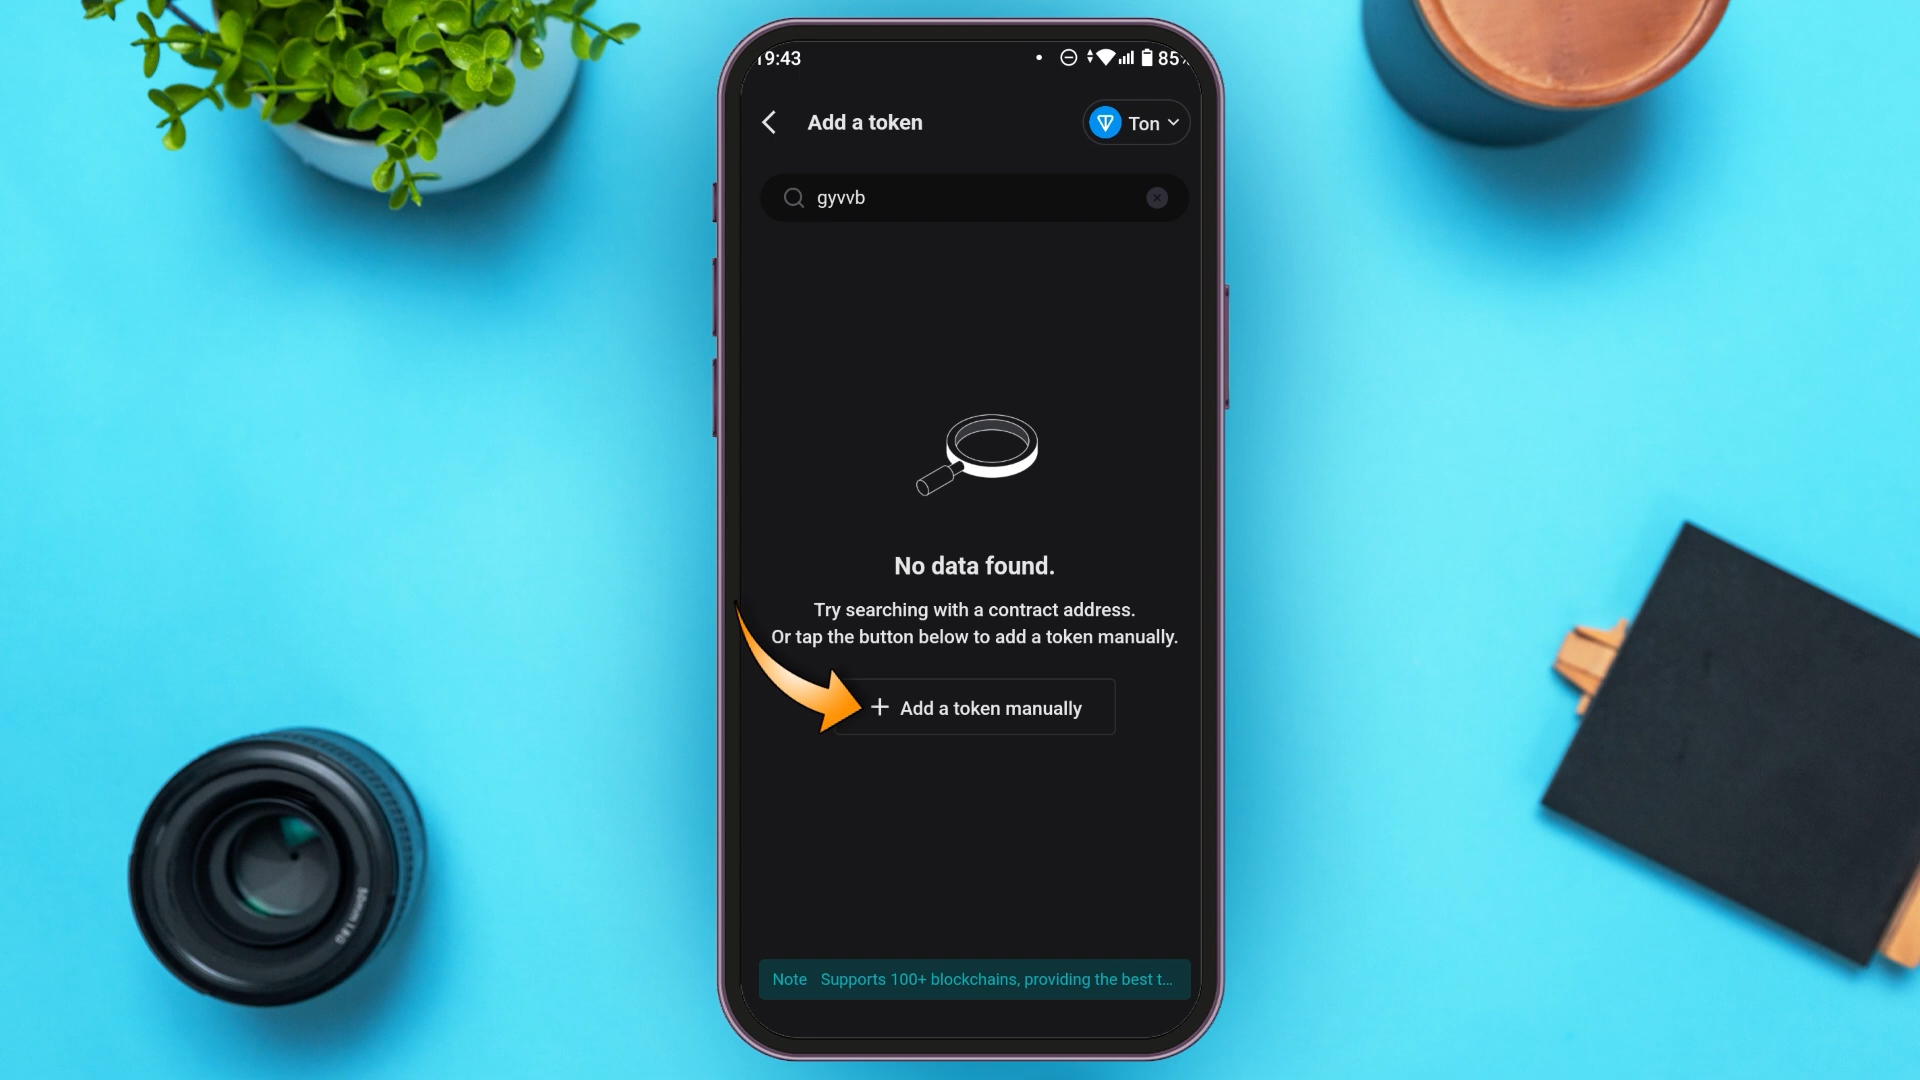 19:43
85
Add a token
Ton
gyvvb
No data found.
Try searching with a contract address.
Or tap the button below to add a token manually.
+ Add a token manually
Note Supports 100+ blockchains, providing the best t...